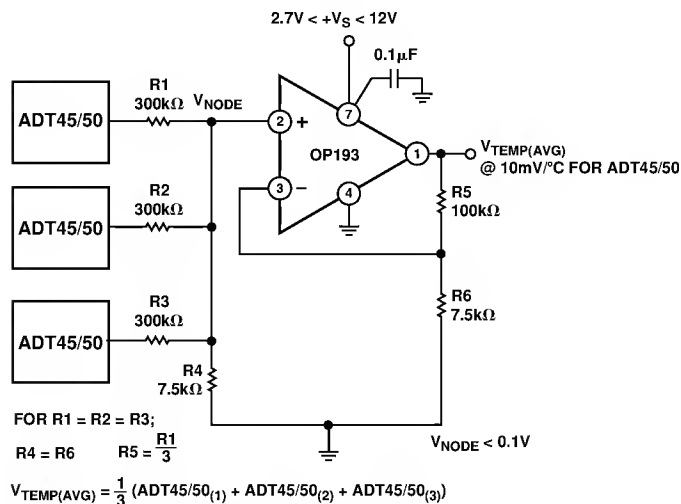 2.7V < +VS < 12V
0.1µF
R1
300kΩ
VNODE
ADT45/50
2
+
7
OP193
1
VTEMP(AVG)
@ 10mV/°C FOR ADT45/50
R2
300kΩ
ADT45/50
3
−
4
R5
100kΩ
R3
300kΩ
ADT45/50
R6
7.5kΩ
R4
7.5kΩ
FOR R1 = R2 = R3;
R4 = R6
R5 = R1/3
VNODE < 0.1V
VTEMP(AVG) = 1/3 (ADT45/50(1) + ADT45/50(2) + ADT45/50(3))